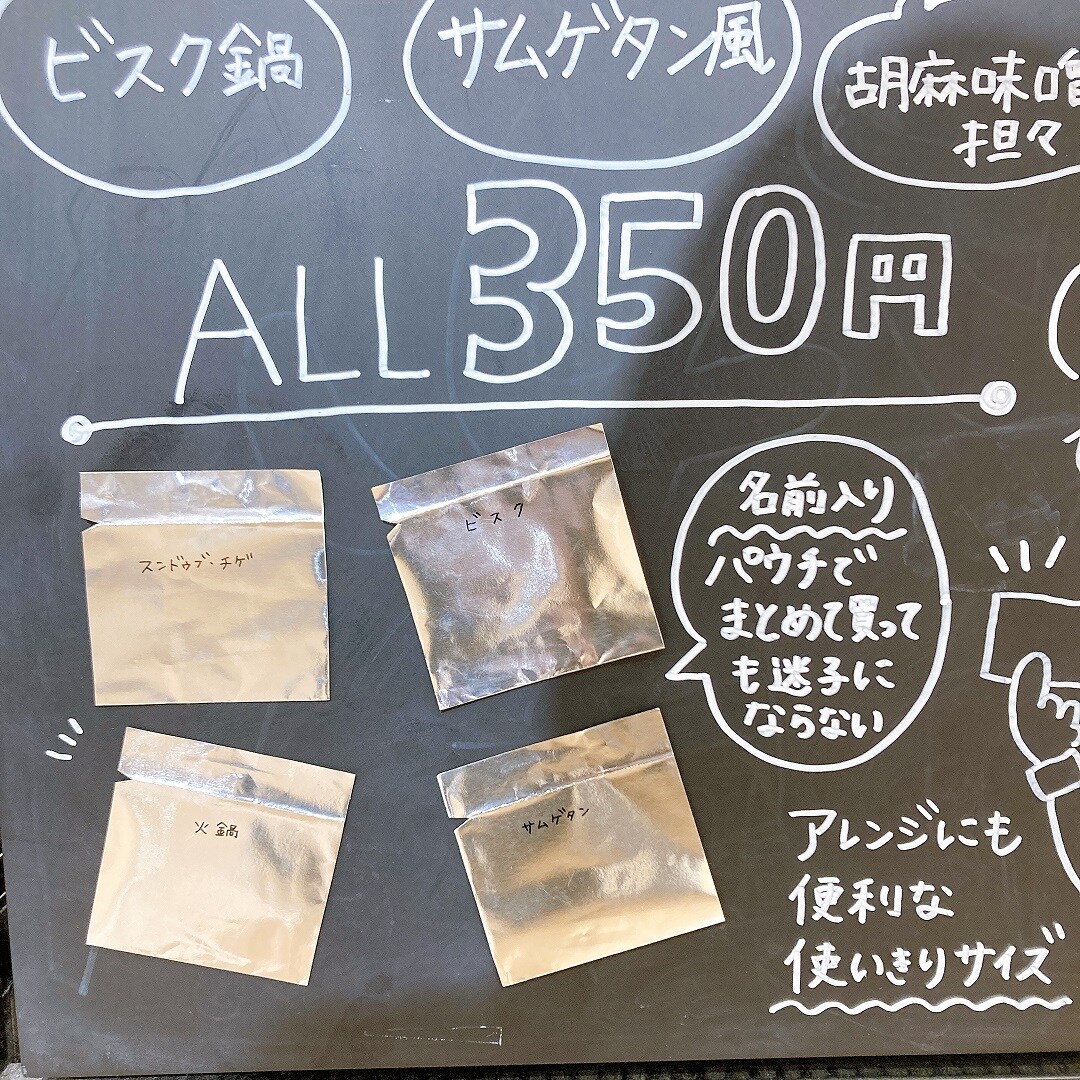 ビスク鍋
サムゲタン風
胡麻味噌
担々
ALL350円
スンドゥブ・チゲ
ビスク
名前入り
パウチで
まとめて買って
も迷子に
ならない
火鍋
サムゲタン
アレンジにも
便利な
使いきりサイズ